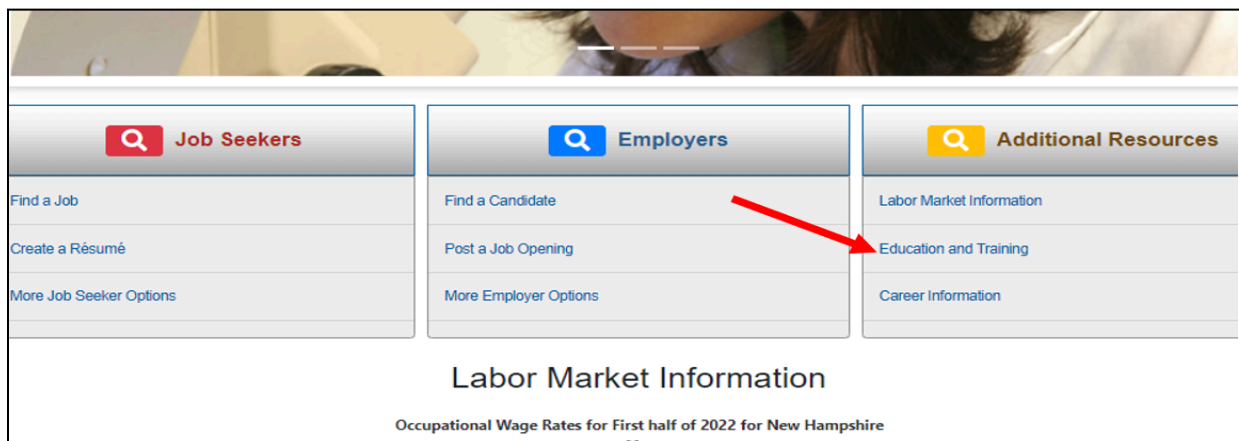 Job Seekers
Find a Job
Create a Résumé
More Job Seeker Options
Employers
Find a Candidate
Post a Job Opening
More Employer Options
Additional Resources
Labor Market Information
Education and Training
Career Information
Labor Market Information
Occupational Wage Rates for First half of 2022 for New Hampshire